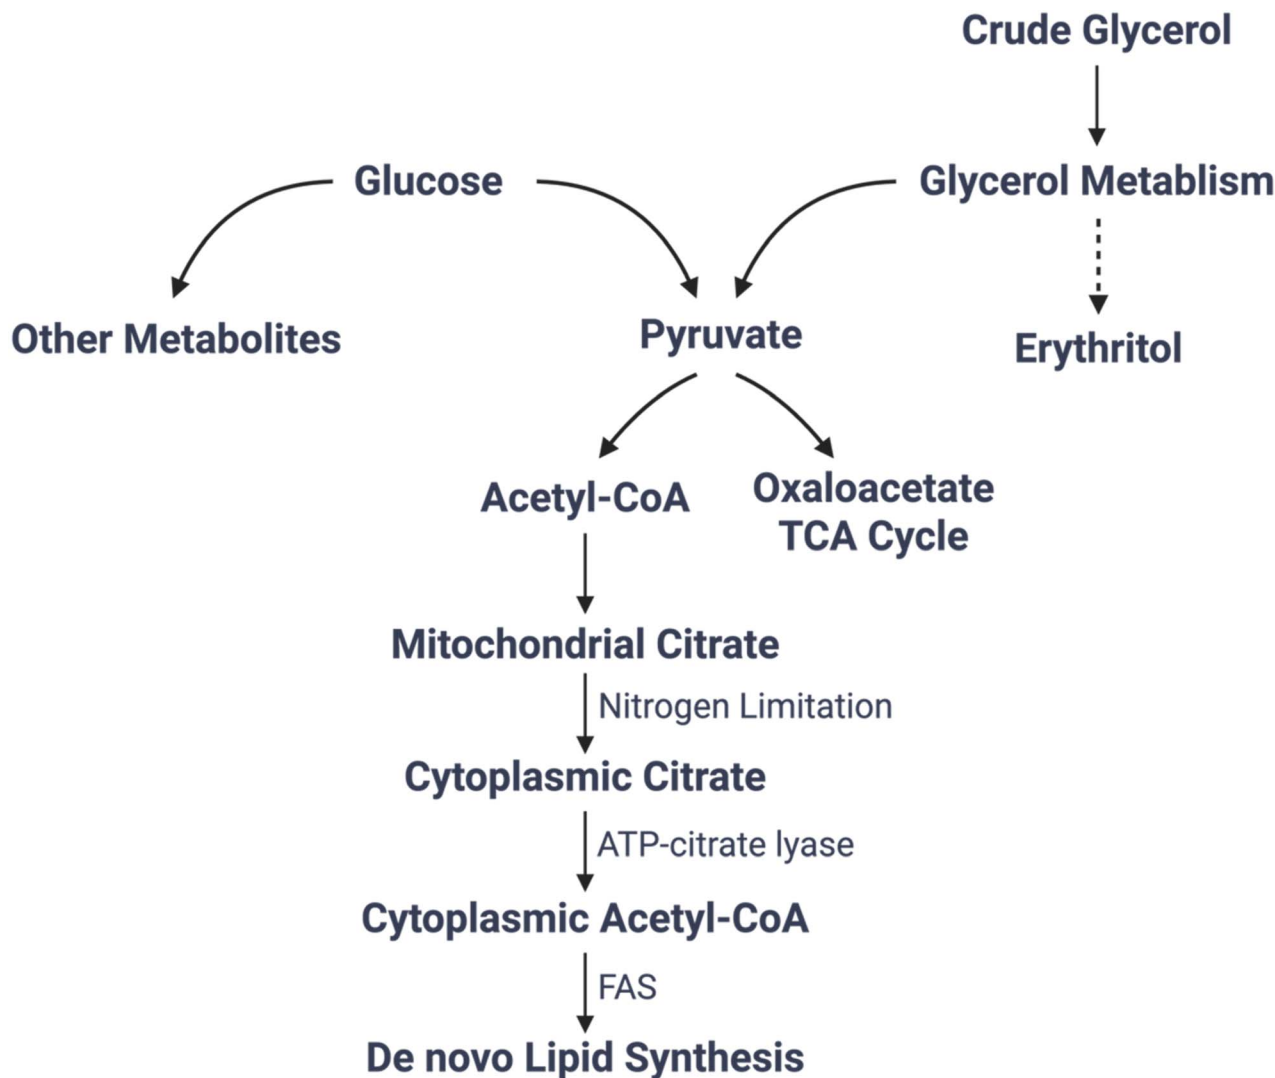 Crude Glycerol
Glucose
Glycerol Metablism
Other Metabolites
Pyruvate
Erythritol
Acetyl-CoA
Oxaloacetate
TCA Cycle
Mitochondrial Citrate
Nitrogen Limitation
Cytoplasmic Citrate
ATP-citrate lyase
Cytoplasmic Acetyl-CoA
FAS
De novo Lipid Synthesis